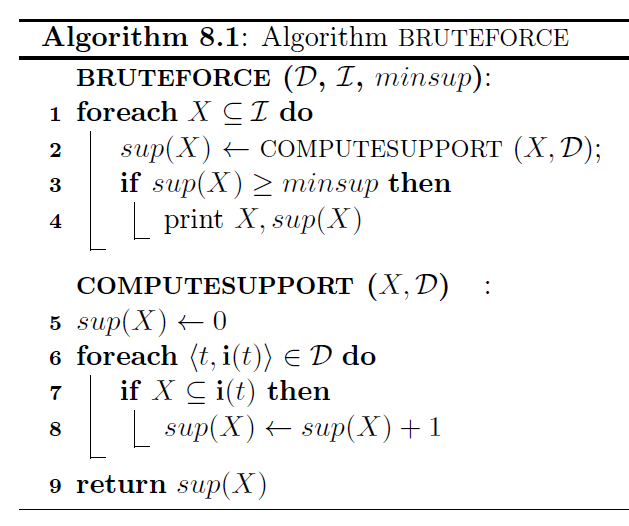 Algorithm 8.1: Algorithm BRUTEFORCE
BRUTEFORCE (𝒟, ℐ, minsup):
1 foreach X ⊆ ℐ do
2 sup(X) ← COMPUTESUPPORT (X, 𝒟);
3 if sup(X) ≥ minsup then
4 print X, sup(X)
COMPUTESUPPORT (X, 𝒟) :
5 sup(X) ← 0
6 foreach ⟨t, i(t)⟩ ∈ 𝒟 do
7 if X ⊆ i(t) then
8 sup(X) ← sup(X) + 1
9 return sup(X)